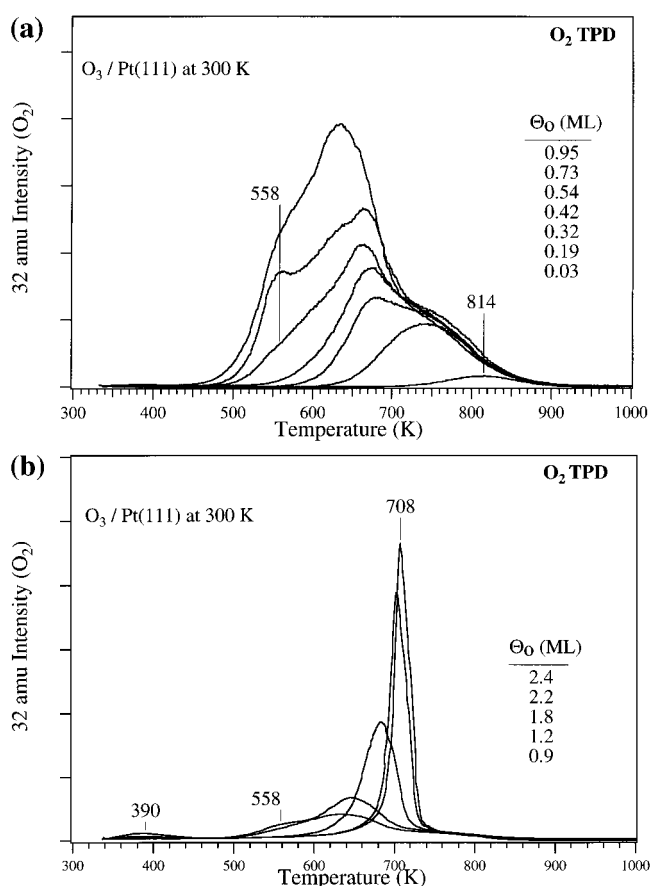 (a)
O₂ TPD
O₃ / Pt(111) at 300 K
Θo (ML)
0.95
0.73
0.54
0.42
0.32
0.19
0.03
558
814
32 amu Intensity (O₂)
300 400 500 600 700 800 900 1000
Temperature (K)
(b)
O₂ TPD
O₃ / Pt(111) at 300 K
708
Θo (ML)
2.4
2.2
1.8
1.2
0.9
390
558
32 amu Intensity (O₂)
300 400 500 600 700 800 900 1000
Temperature (K)